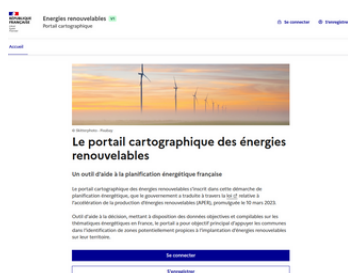 RÉPUBLIQUE
FRANÇAISE
Energies renouvelables
Portail cartographique
Se connecter
S'enregistrer
Accueil
Le portail cartographique des énergies
renouvelables
Un outil d'aide à la planification énergétique française
Le portail cartographique des énergies renouvelables s'inscrit dans cette démarche de
planification énergétique, que le gouvernement a traduite à travers la loi relative à
l'accélération de la production d'énergies renouvelables (APER), promulguée le 10 mars 2023.
Outil d'aide à la décision, mettant à disposition des données objectives et compilables sur les
thématiques énergétiques en France, le portail a pour objectif principal d'appuyer les communes
dans l'identification de zones potentiellement propices à l'implantation d'énergies renouvelables
sur leur territoire.
Se connecter
S'enregistrer